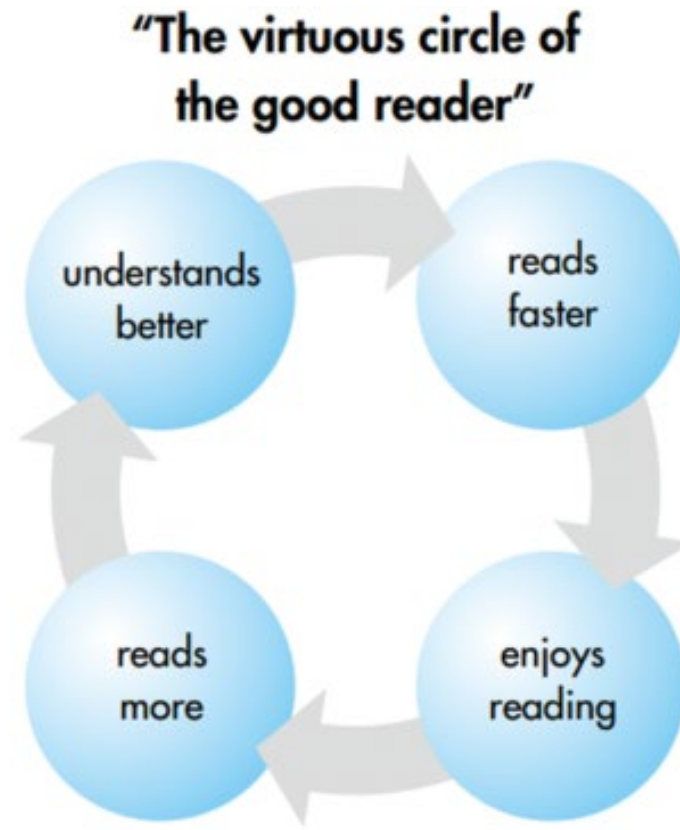 “The virtuous circle of
the good reader”
understands
better
reads
faster
enjoys
reading
reads
more